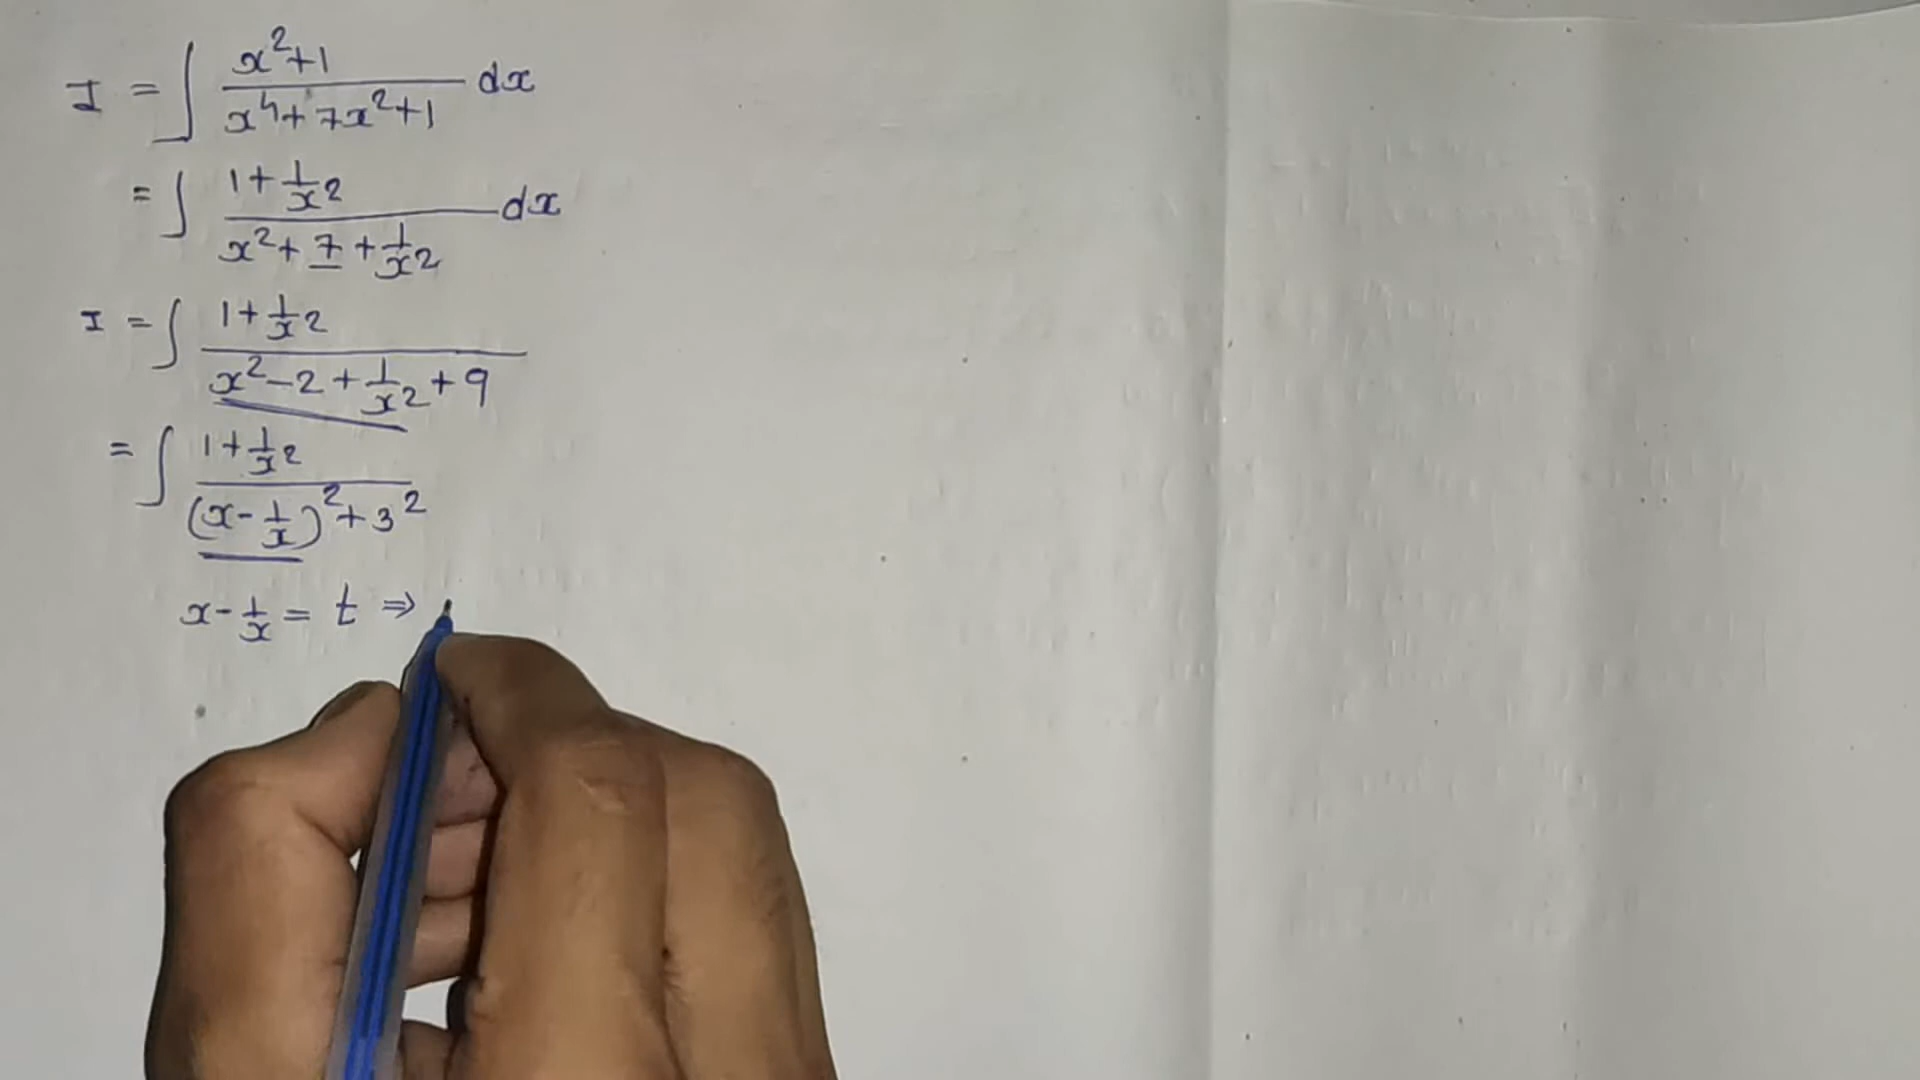 I = ∫ x²+1 / x⁴+7x²+1 dx
= ∫ 1+1/x² / x²+7+1/x² dx
I = ∫ 1+1/x² / x²-2+1/x²+9
= ∫ 1+1/x² / (x-1/x)²+3²
x-1/x = t ⇒